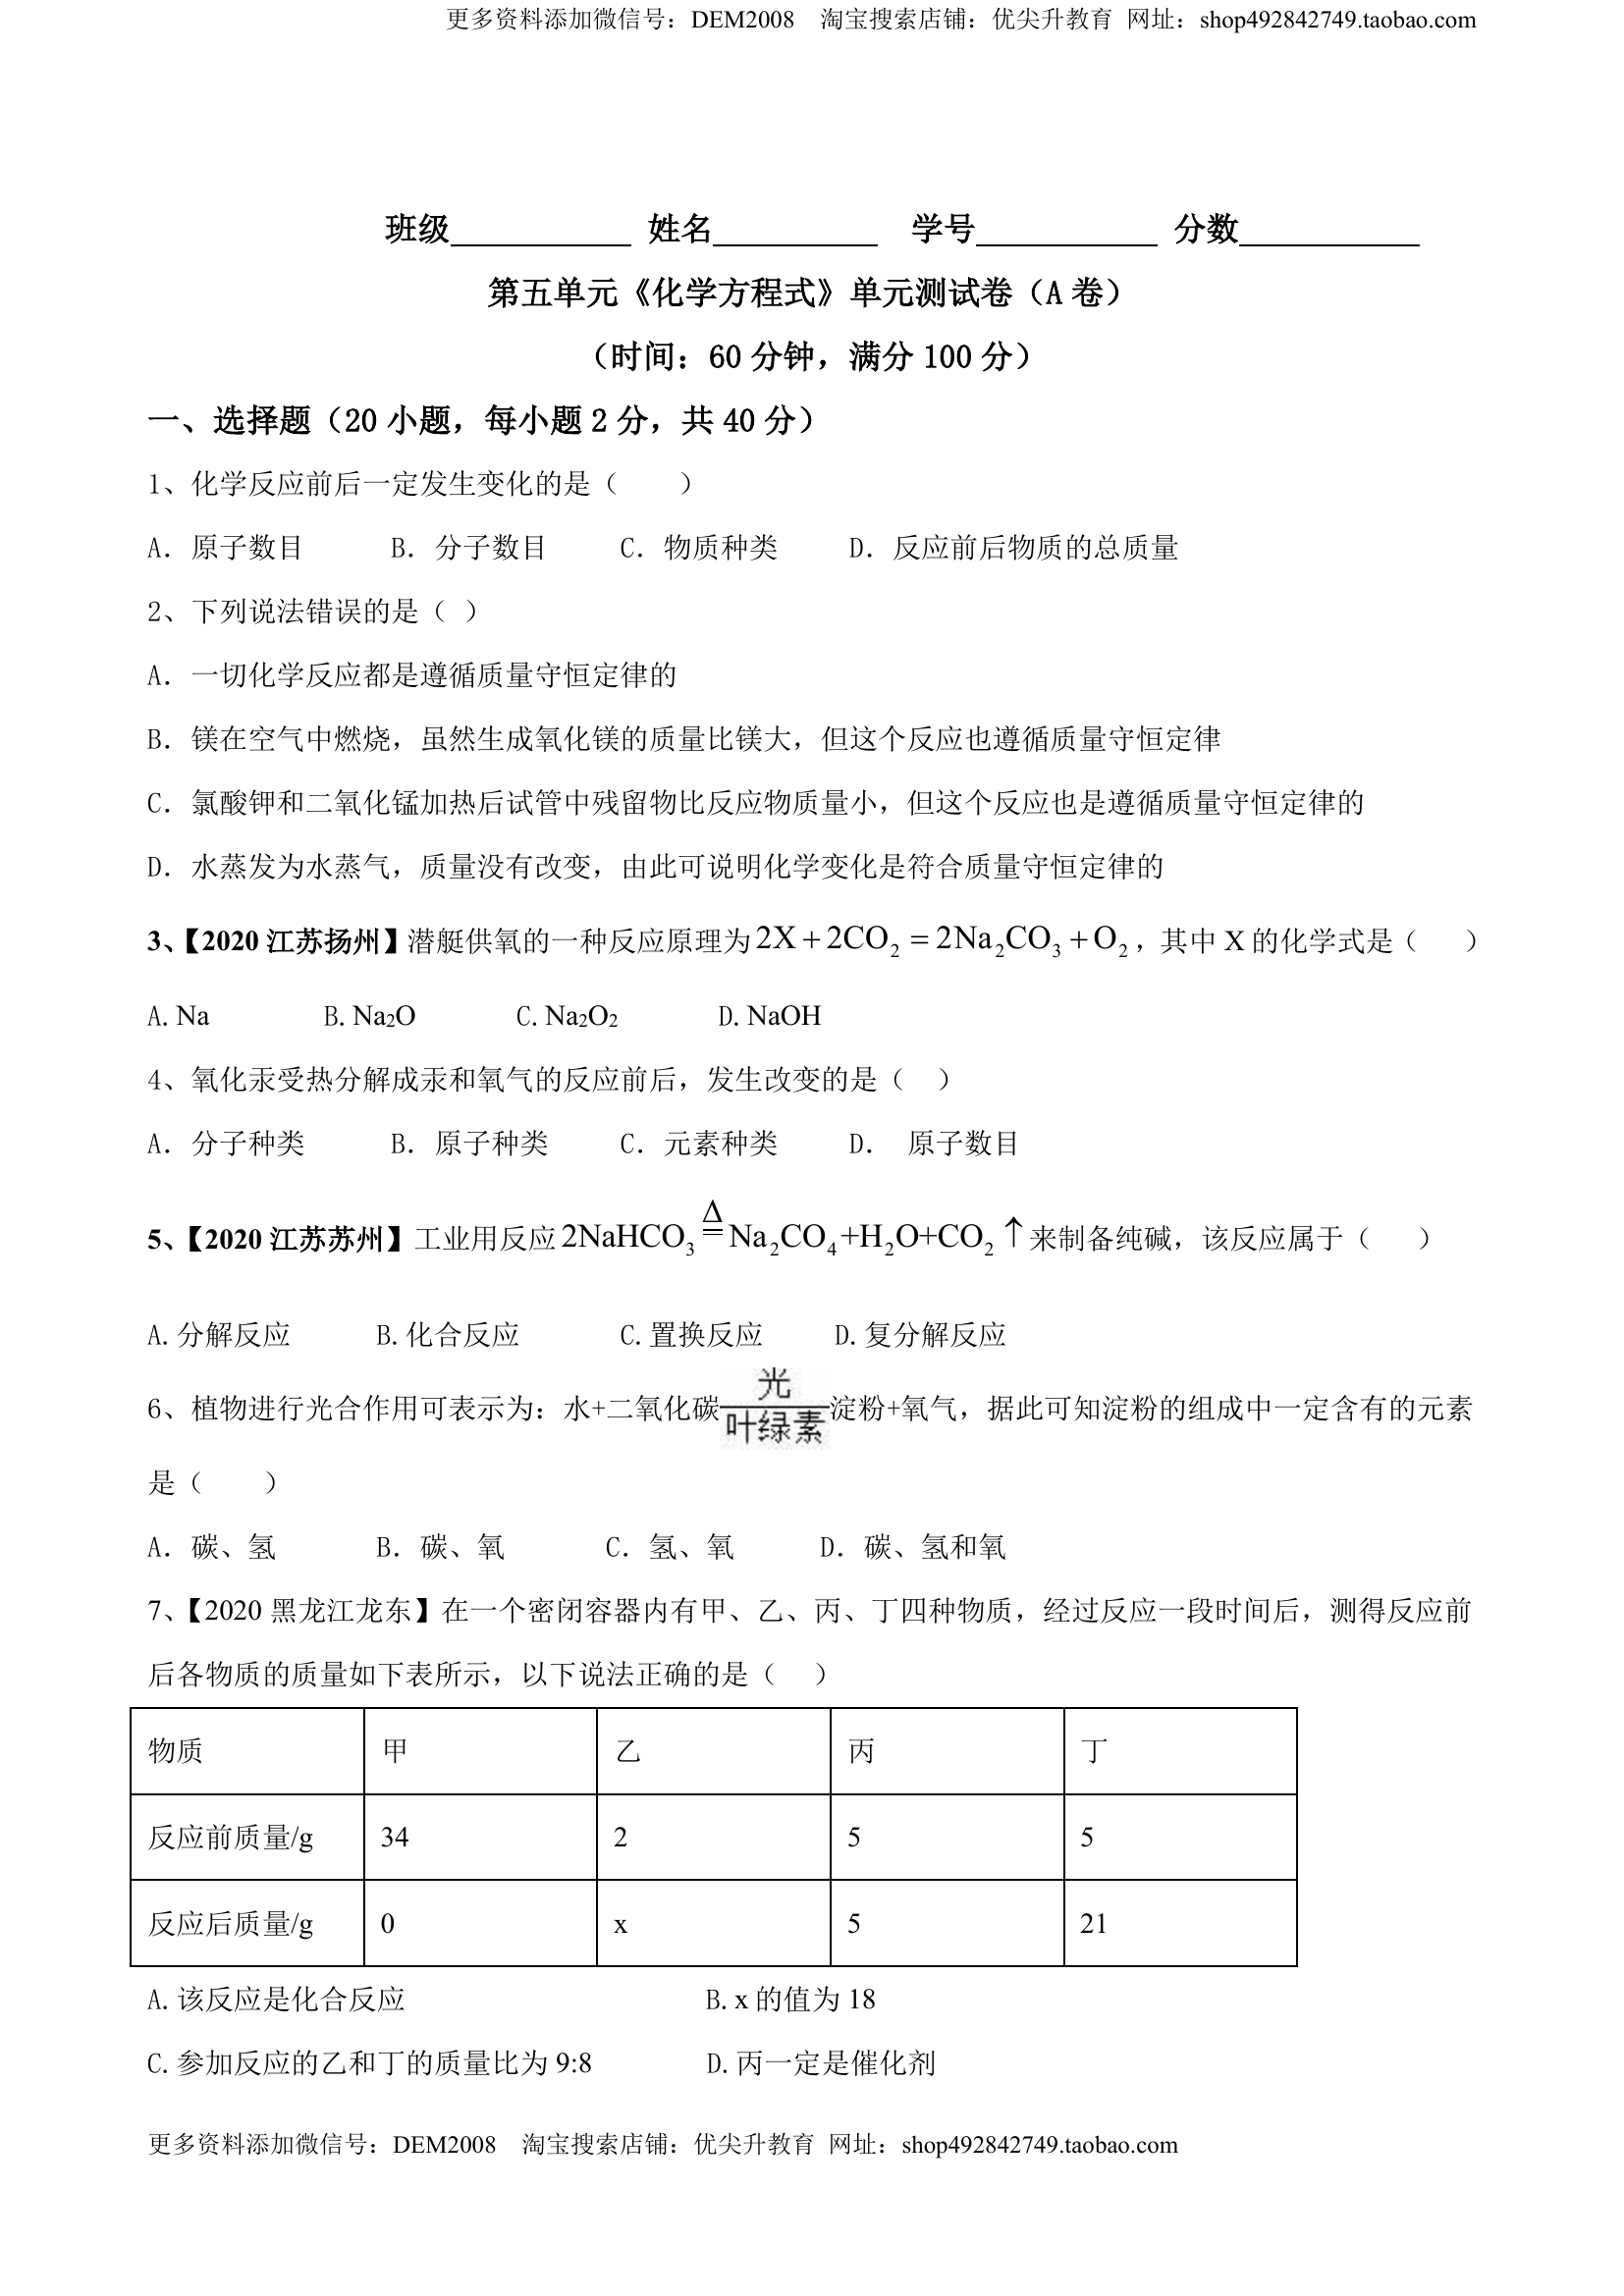 更多资料添加微信号：DEM2008 淘宝搜索店铺：优尖升教育 网址：shop492842749.taobao.com
班级__________ 姓名__________ 学号__________ 分数__________
第五单元《化学方程式》单元测试卷（A 卷）
（时间：60 分钟，满分 100 分）
一、选择题（20 小题，每小题 2 分，共 40 分）
1、化学反应前后一定发生变化的是（ ）
A．原子数目 B．分子数目 C．物质种类 D．反应前后物质的总质量
2、下列说法错误的是（ ）
A．一切化学反应都是遵循质量守恒定律的
B．镁在空气中燃烧，虽然生成氧化镁的质量比镁大，但这个反应也遵循质量守恒定律
C．氯酸钾和二氧化锰加热后试管中残留物比反应物质量小，但这个反应也是遵循质量守恒定律的
D．水蒸发为水蒸气，质量没有改变，由此可说明化学变化是符合质量守恒定律的
3、【2020 江苏扬州】潜艇供氧的一种反应原理为2X + 2CO₂ = 2Na₂CO₃ + O₂，其中 X 的化学式是（ ）
A. Na B. Na₂O C. Na₂O₂ D. NaOH
4、氧化汞受热分解成汞和氧气的反应前后，发生改变的是（ ）
A．分子种类 B．原子种类 C．元素种类 D． 原子数目
5、【2020 江苏苏州】工业用反应2NaHCO₃ ≜ Na₂CO₄+H₂O+CO₂↑来制备纯碱，该反应属于（ ）
A.分解反应 B.化合反应 C.置换反应 D.复分解反应
光
6、植物进行光合作用可表示为：水+二氧化碳 叶绿素 淀粉+氧气，据此可知淀粉的组成中一定含有的元素
是（ ）
A．碳、氢 B．碳、氧 C．氢、氧 D．碳、氢和氧
7、【2020 黑龙江龙东】在一个密闭容器内有甲、乙、丙、丁四种物质，经过反应一段时间后，测得反应前
后各物质的质量如下表所示，以下说法正确的是（ ）
物质 甲 乙 丙 丁
反应前质量/g 34 2 5 5
反应后质量/g 0 x 5 21
A.该反应是化合反应 B. x 的值为 18
C.参加反应的乙和丁的质量比为 9:8 D.丙一定是催化剂
更多资料添加微信号：DEM2008 淘宝搜索店铺：优尖升教育 网址：shop492842749.taobao.com